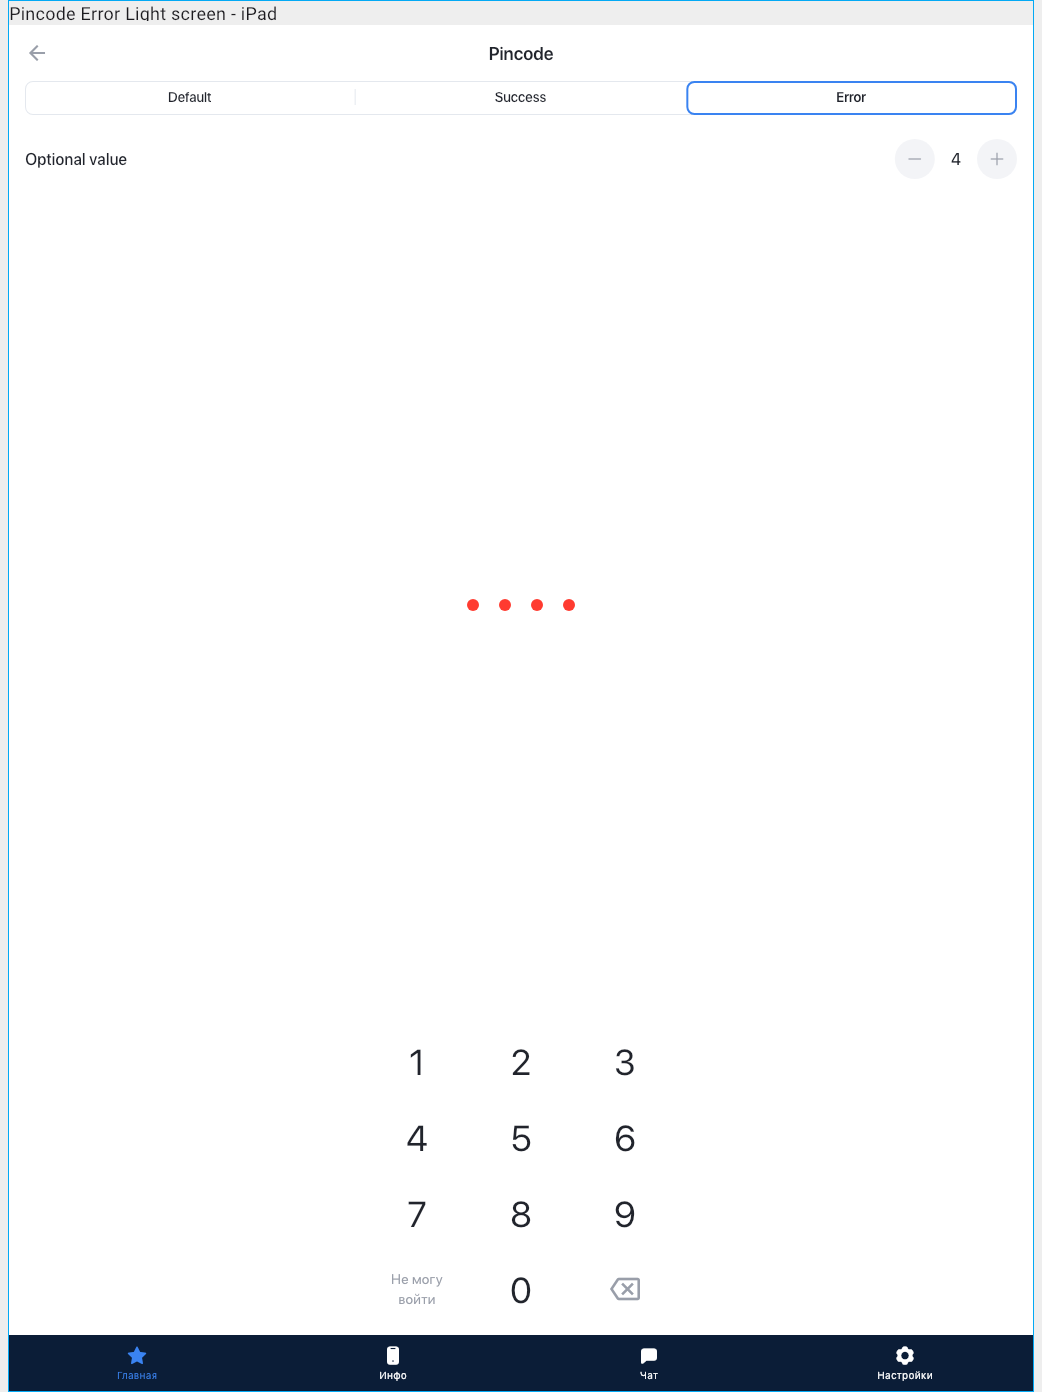 Pincode Error Light screen - iPad
Pincode
Default Success Error
Optional value 4
1 2 3
4 5 6
7 8 9
Не могу
войти
0
Главная Инфо Чат Настройки